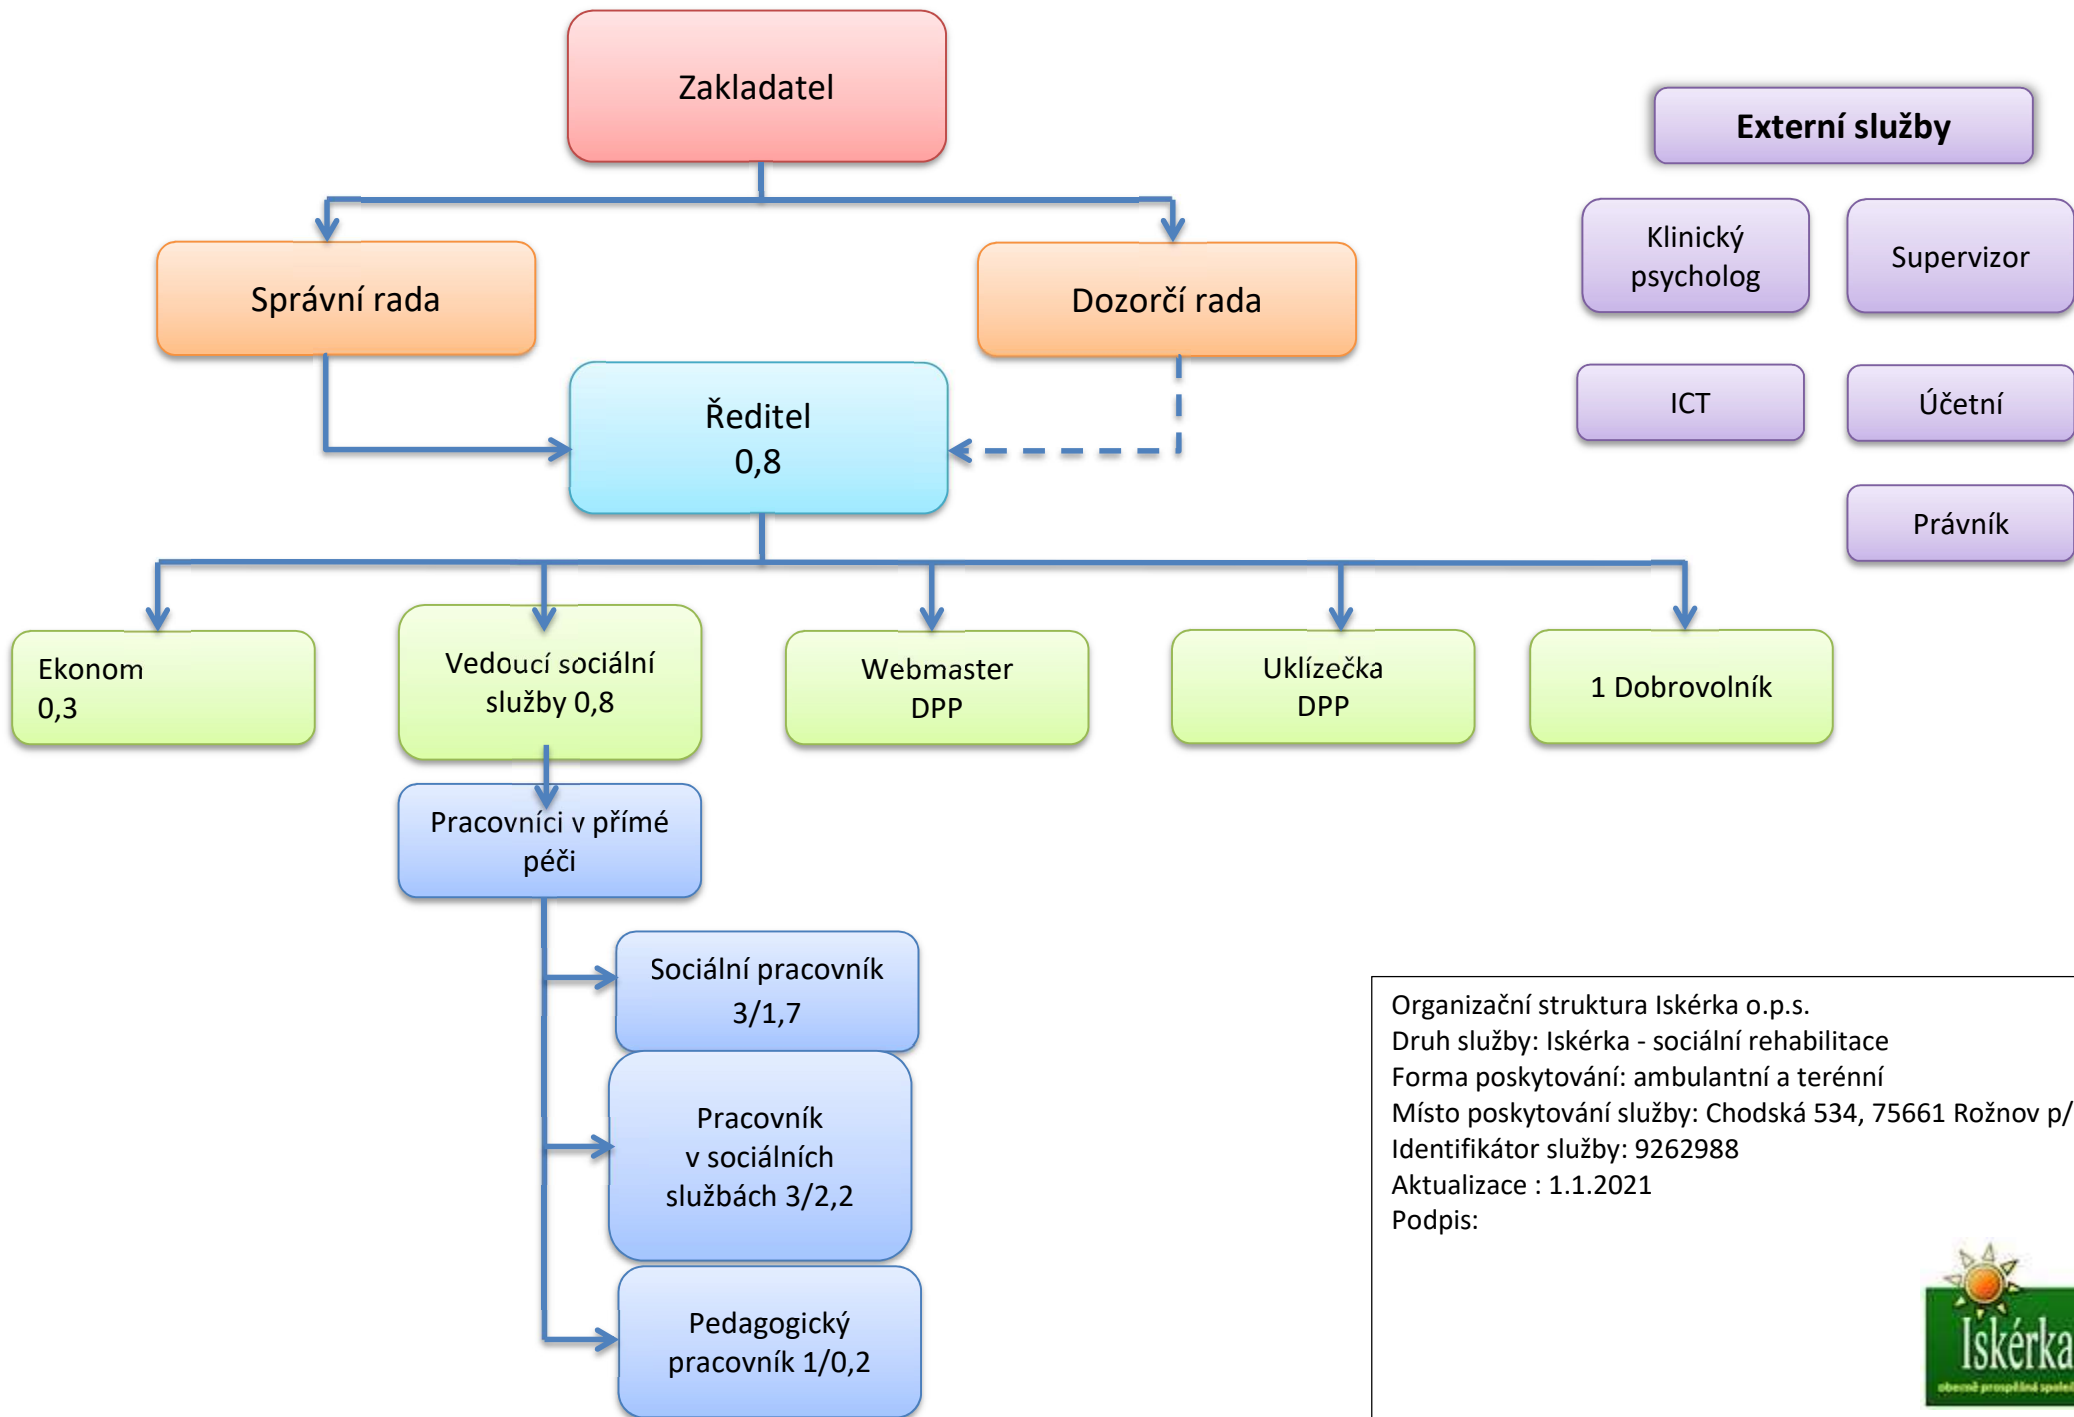 Zakladatel
Externí služby
Klinický
psycholog
Supervizor
Správní rada
Dozorčí rada
Ředitel
0,8
ICT
Účetní
Právník
Ekonom
0,3
Vedoucí sociální
služby 0,8
Webmaster
DPP
Uklízečka
DPP
1 Dobrovolník
Pracovníci v přímé
péči
Sociální pracovník
3/1,7
Pracovník
v sociálních
službách 3/2,2
Pedagogický
pracovník 1/0,2
Organizační struktura Iskérka o.p.s.
Druh služby: Iskérka - sociální rehabilitace
Forma poskytování: ambulantní a terénní
Místo poskytování služby: Chodská 534, 75661 Rožnov p/
Identifikátor služby: 9262988
Aktualizace : 1.1.2021
Podpis:
Iskérka
obecně prospěšná